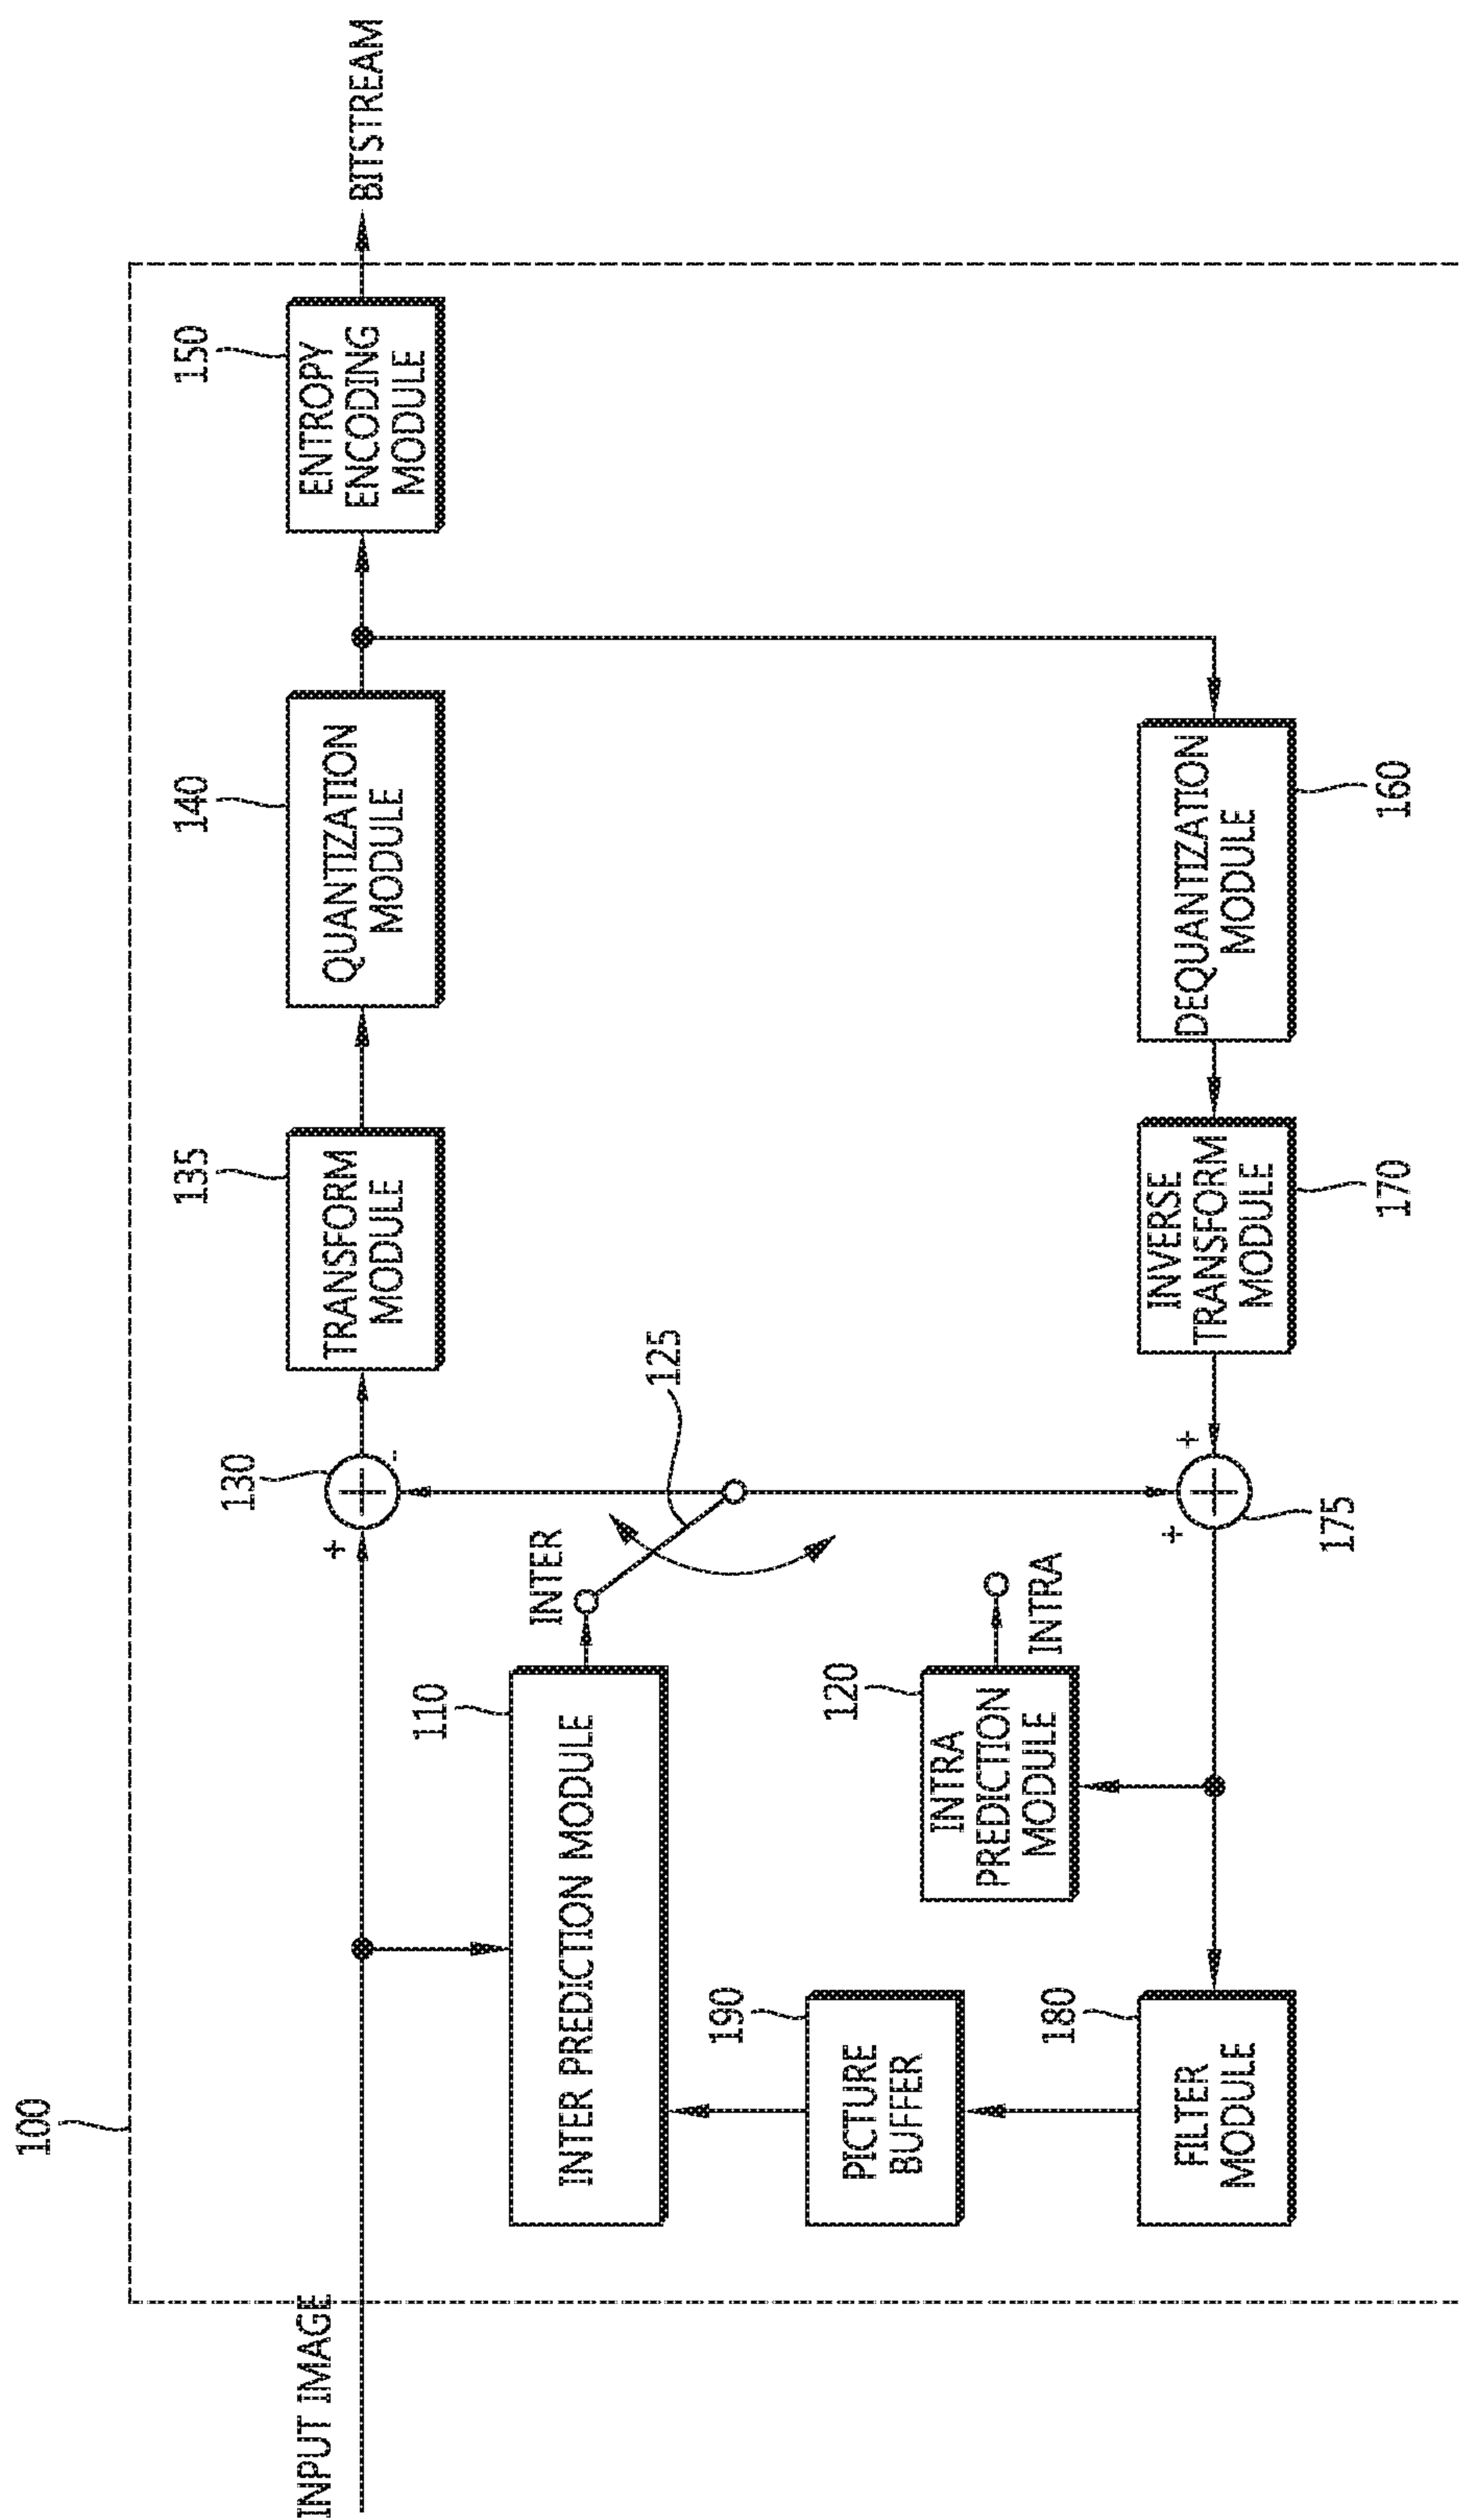 100
INPUT IMAGE
+
130
-
135
TRANSFORM
MODULE
140
QUANTIZATION
MODULE
150
ENTROPY
ENCODING
MODULE
BITSTREAM
110
INTER PREDICTION MODULE
INTER
125
190
PICTURE
BUFFER
120
INTRA
PREDICTION
MODULE
INTRA
180
FILTER
MODULE
+
+
175
INVERSE
TRANSFORM
MODULE
170
DEQUANTIZATION
MODULE
160